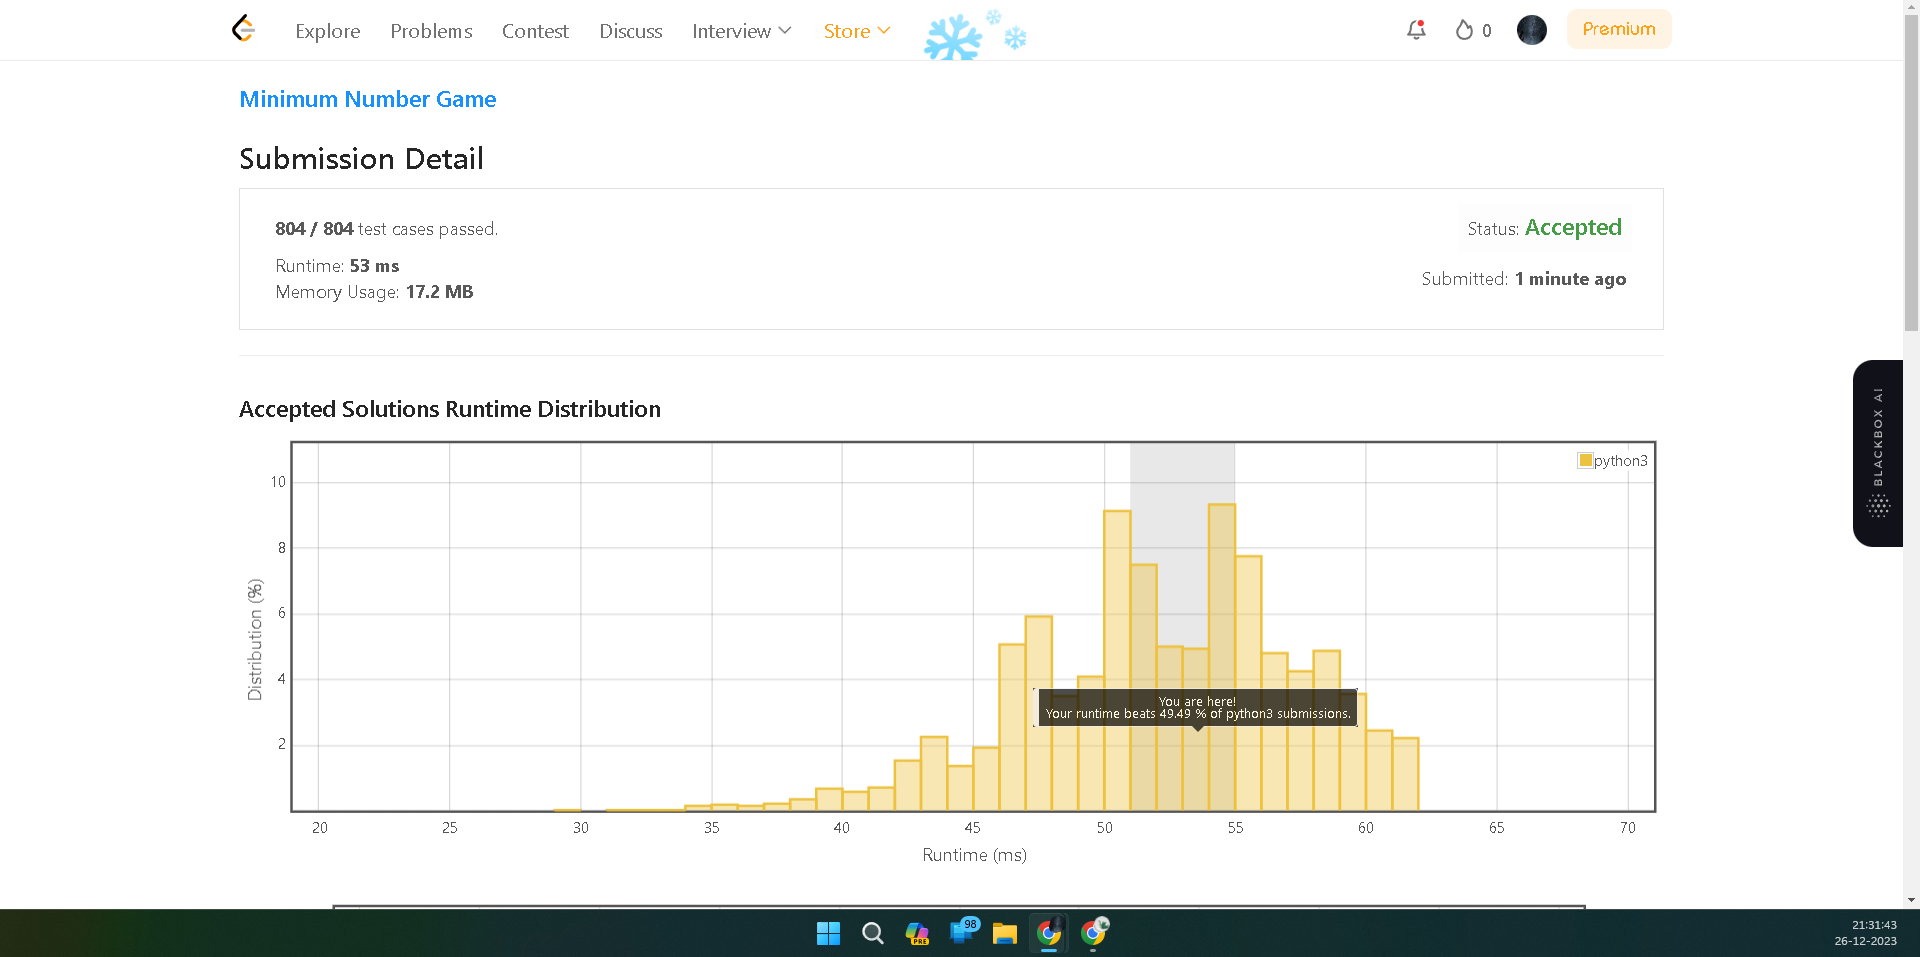 Explore Problems Contest Discuss Interview Store 0 Premium
Minimum Number Game
Submission Detail
804 / 804 test cases passed.
Status: Accepted
Runtime: 53 ms
Submitted: 1 minute ago
Memory Usage: 17.2 MB
BLACKBOX AI
Accepted Solutions Runtime Distribution
python3
Distribution (%)
10
8
6
4
2
You are here!
Your runtime beats 49.49 % of python3 submissions.
20 25 30 35 40 45 50 55 60 65 70
Runtime (ms)
PRE
98
21:31:43
26-12-2023